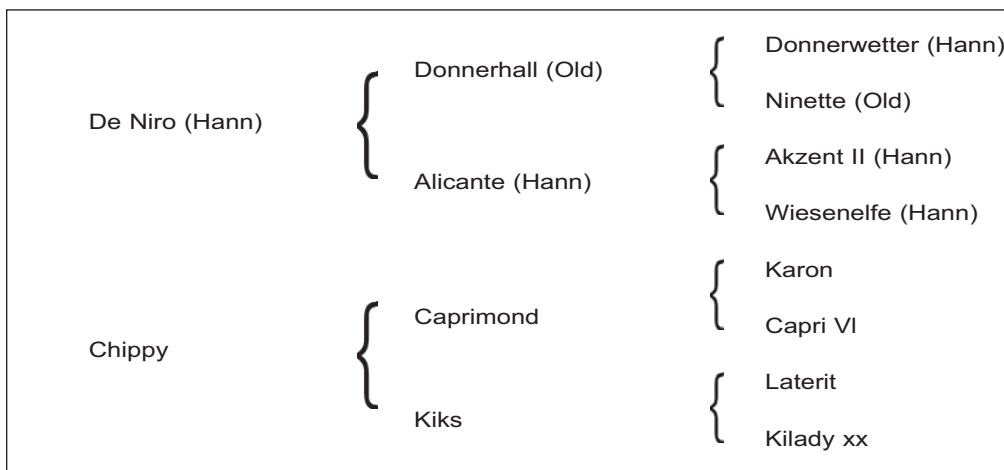 Donnerwetter (Hann)
Donnerhall (Old)
Ninette (Old)
De Niro (Hann)
Akzent II (Hann)
Alicante (Hann)
Wiesenelfe (Hann)
Karon
Caprimond
Capri VI
Chippy
Laterit
Kiks
Kilady xx